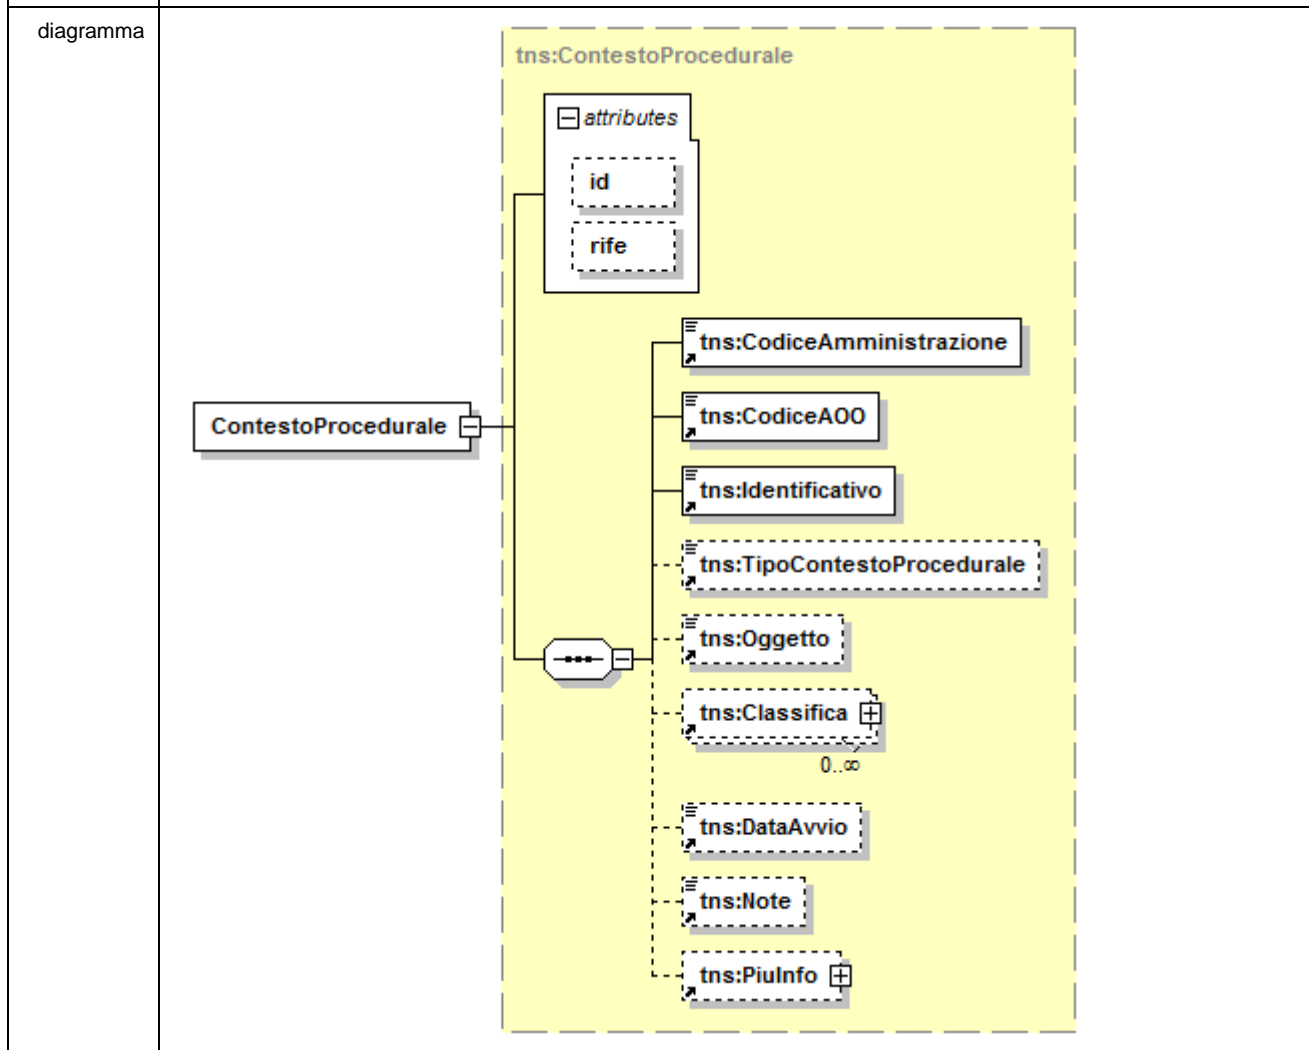 diagramma
tns:ContestoProcedurale
attributes
id
rife
tns:CodiceAmministrazione
tns:CodiceAOO
ContestoProcedurale
tns:Identificativo
tns:TipoContestoProcedurale
tns:Oggetto
tns:Classifica
0..∞
tns:DataAvvio
tns:Note
tns:PiuInfo